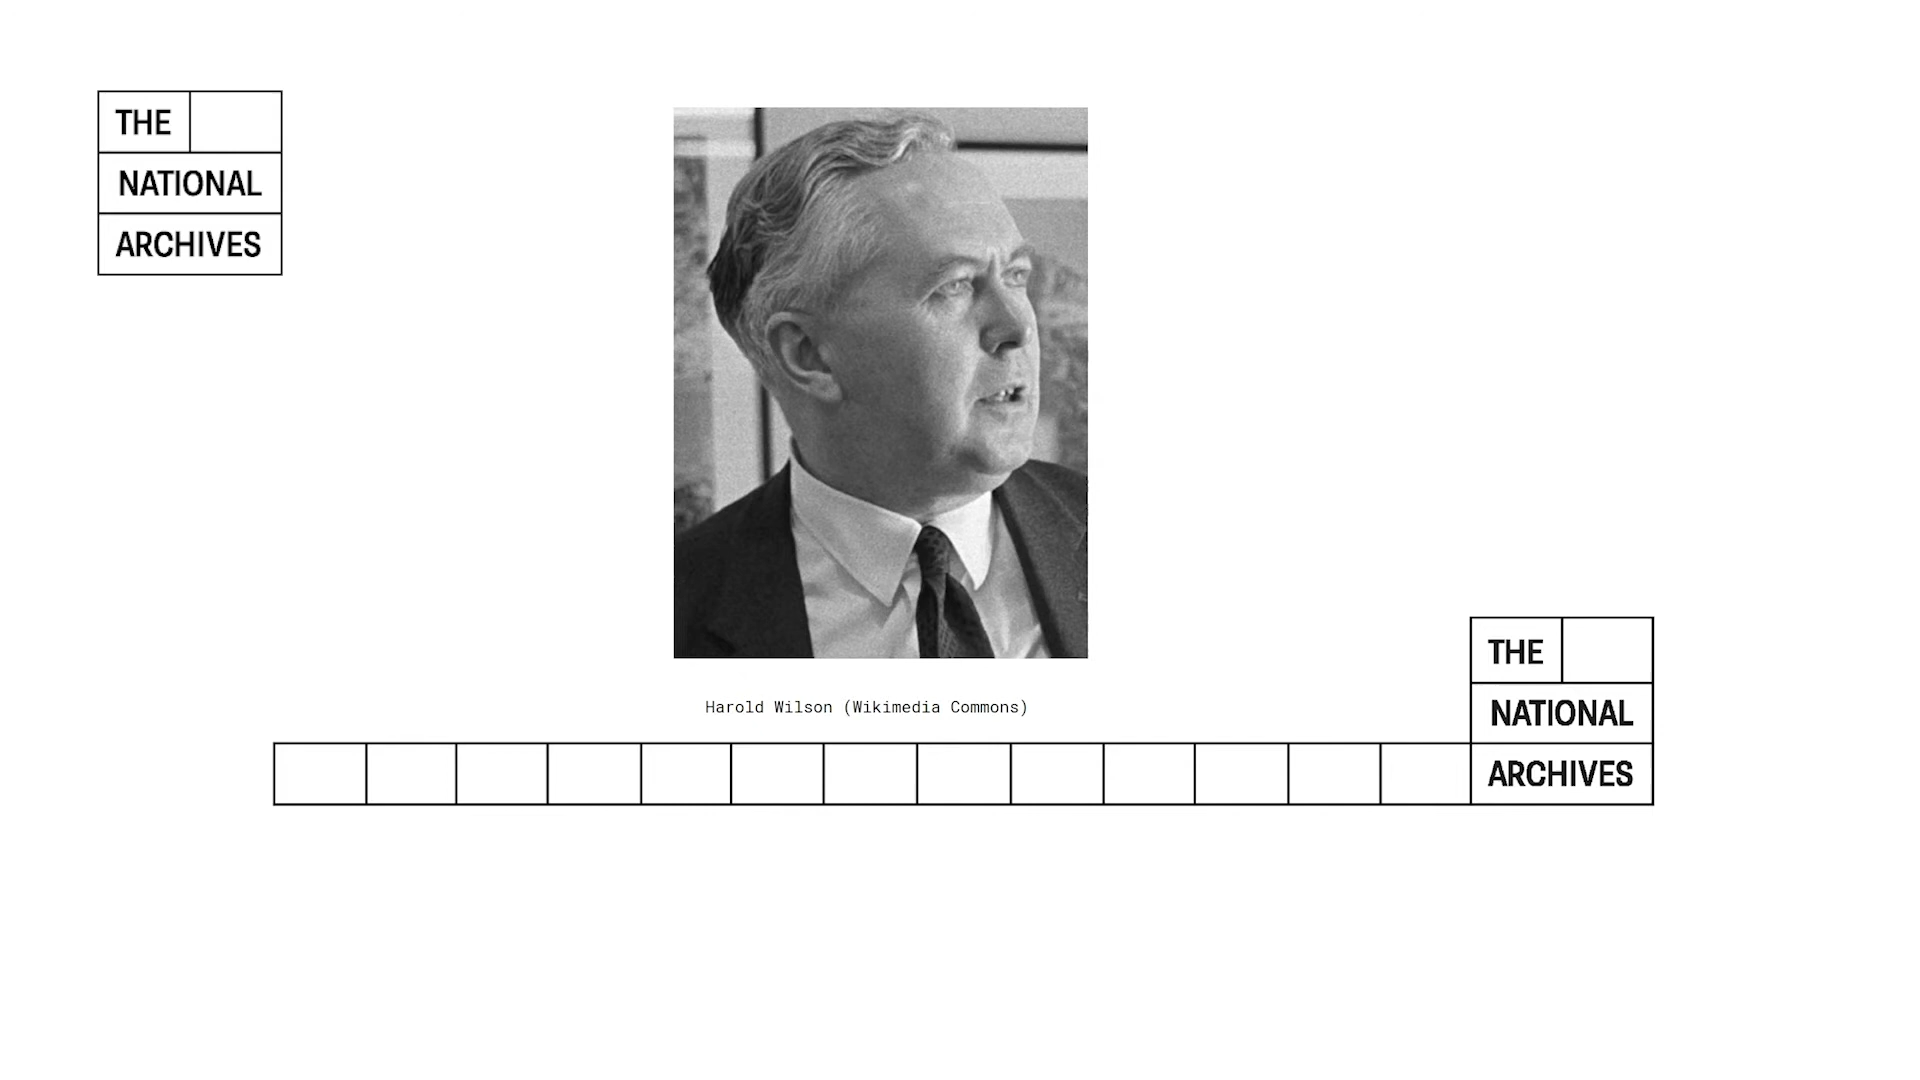 THE
NATIONAL
ARCHIVES
Harold Wilson (Wikimedia Commons)
THE
NATIONAL
ARCHIVES